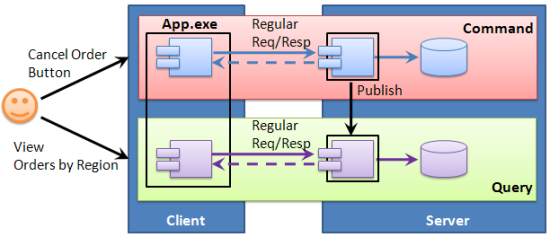 App.exe
Regular
Req/Resp
Command
Cancel Order
Button
Publish
View
Orders by Region
Regular
Req/Resp
Query
Client
Server